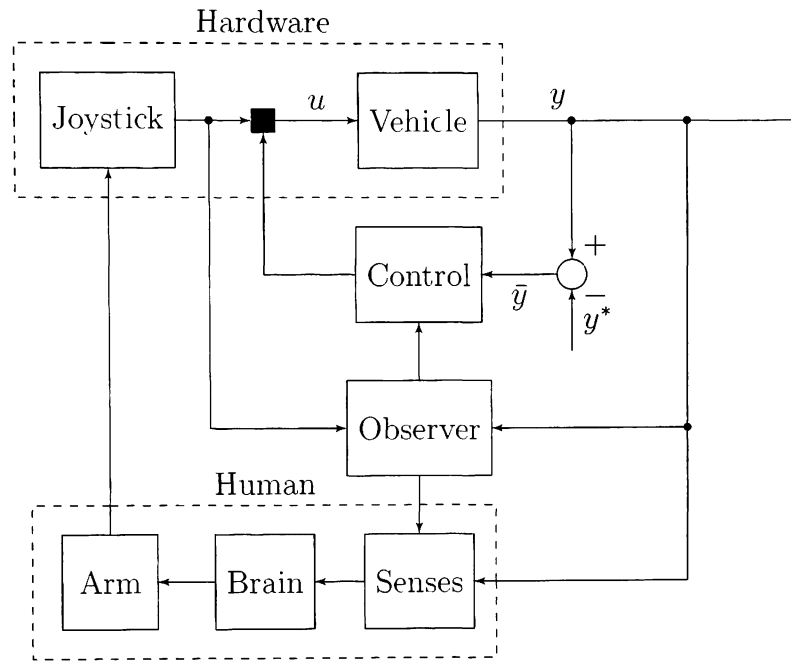 Hardware
Joystick
u
Vehicle
y
+
Control
ȳ
−
y*
Observer
Human
Arm
Brain
Senses